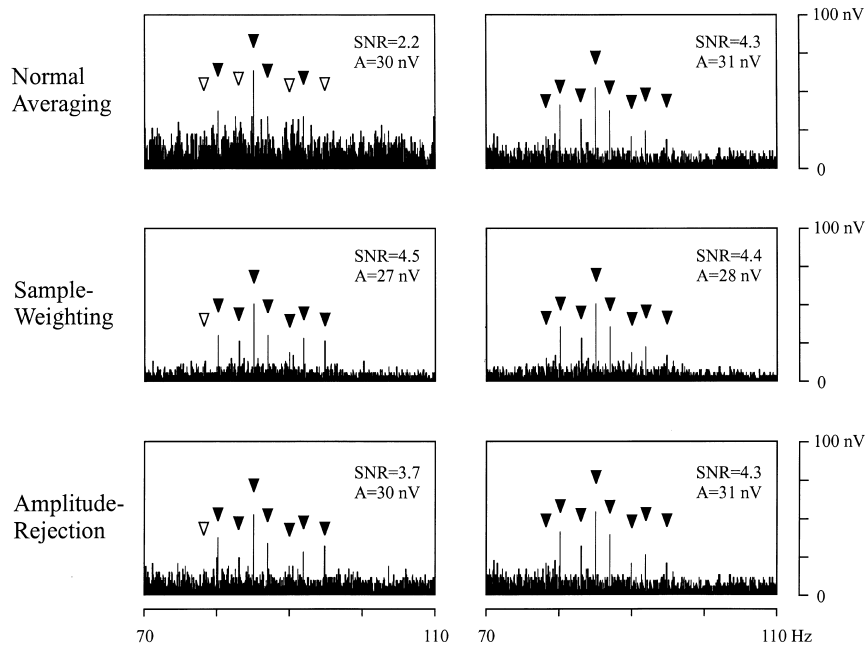 Normal
Averaging
SNR=2.2
A=30 nV
SNR=4.3
A=31 nV
100 nV
0
Sample-
Weighting
SNR=4.5
A=27 nV
SNR=4.4
A=28 nV
100 nV
0
Amplitude-
Rejection
SNR=3.7
A=30 nV
SNR=4.3
A=31 nV
100 nV
0
70
110
70
110 Hz